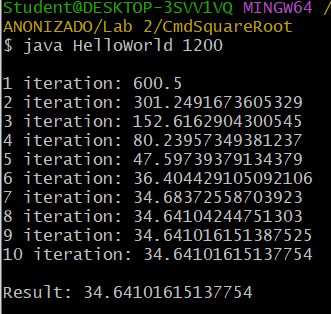 Student@DESKTOP-3SVV1VQ MINGW64 /
ANONIZADO/Lab 2/CmdSquareRoot
$ java HelloWorld 1200
1 iteration: 600.5
2 iteration: 301.2491673605329
3 iteration: 152.6162904300545
4 iteration: 80.23957349381237
5 iteration: 47.59739379134379
6 iteration: 36.404429105092106
7 iteration: 34.68372558703923
8 iteration: 34.64104244751303
9 iteration: 34.641016151387525
10 iteration: 34.64101615137754
Result: 34.64101615137754